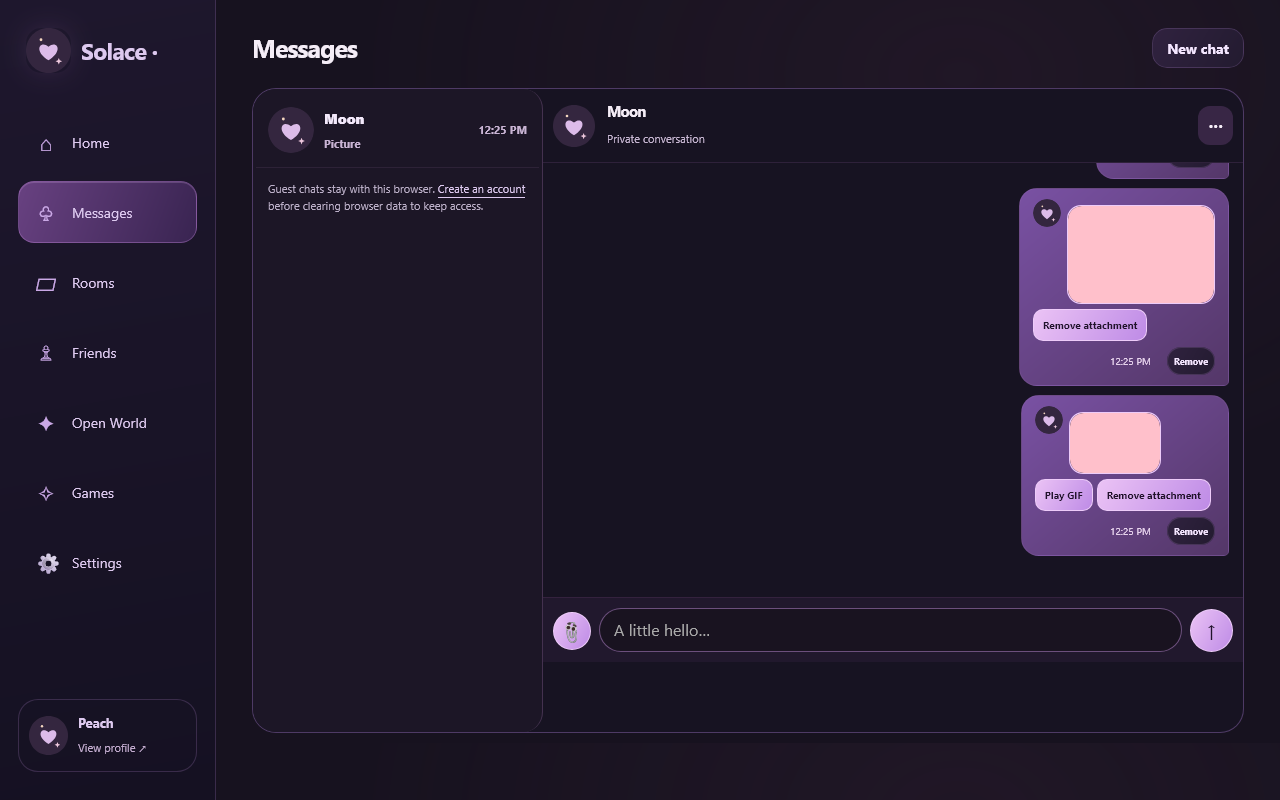 Solace ·
Home
Messages
Rooms
Friends
Open World
Games
Settings
Peach
View profile ↗
Messages
New chat
Moon
Picture
12:25 PM
Guest chats stay with this browser. Create an account
before clearing browser data to keep access.
Moon
Private conversation
···
Remove attachment
12:25 PM
Remove
Play GIF
Remove attachment
12:25 PM
Remove
A little hello...
↑